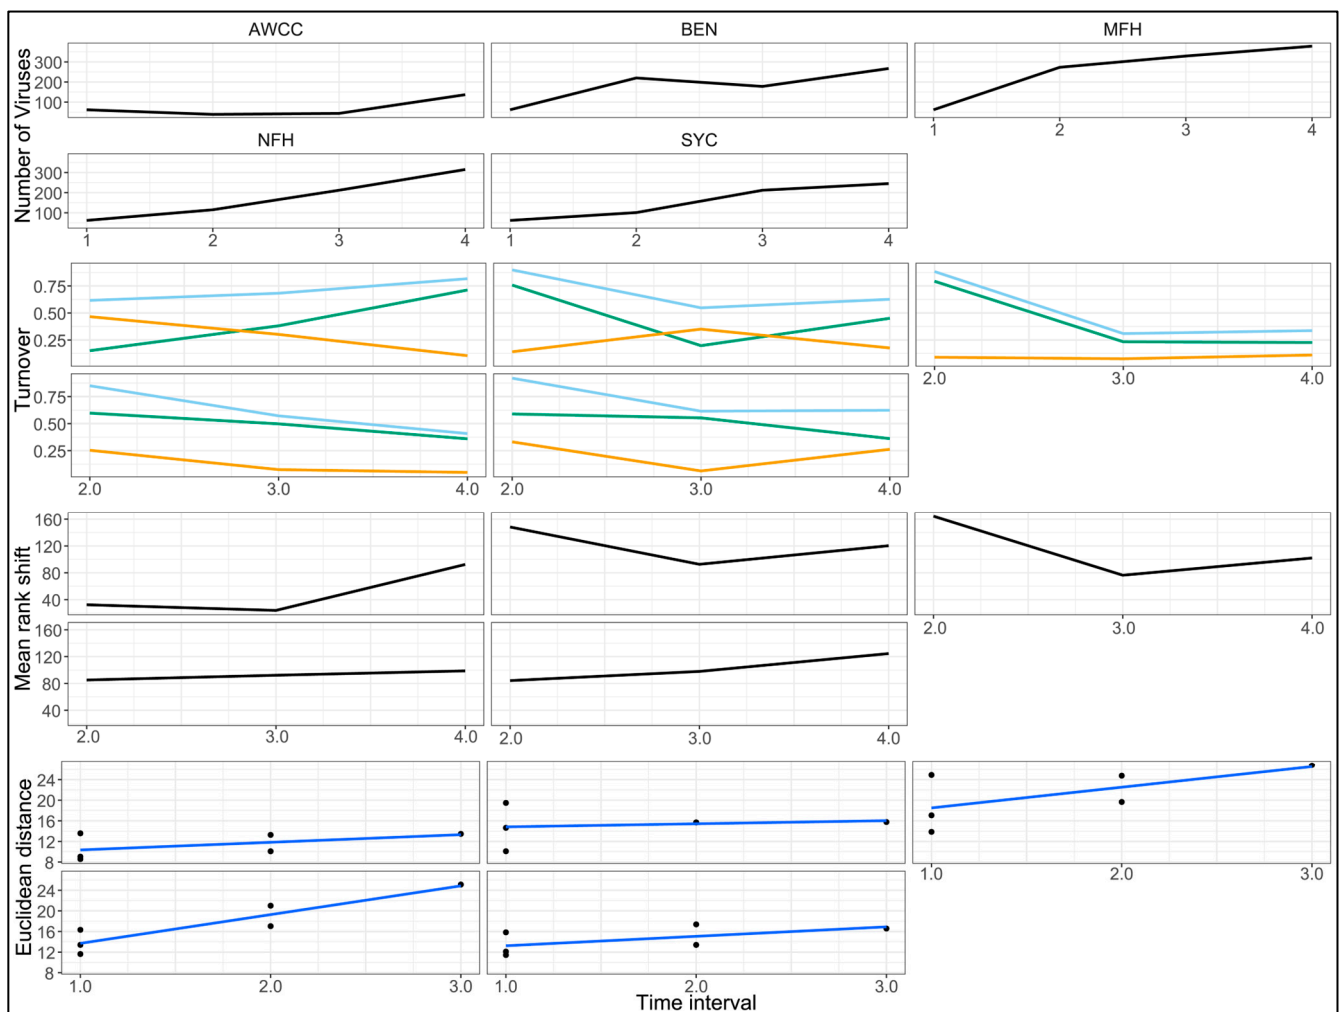 AWCC BEN MFH
Number of Viruses
300
200
100
1 2 3 4
NFH SYC
300
200
100
1 2 3 4 1 2 3 4
Turnover
0.75
0.50
0.25
2.0 3.0 4.0
0.75
0.50
0.25
2.0 3.0 4.0 2.0 3.0 4.0
Mean rank shift
160
120
80
40
2.0 3.0 4.0
160
120
80
40
2.0 3.0 4.0 2.0 3.0 4.0
Euclidean distance
24
20
16
12
8
1.0 2.0 3.0
24
20
16
12
8
1.0 2.0 3.0 1.0 2.0 3.0
Time interval